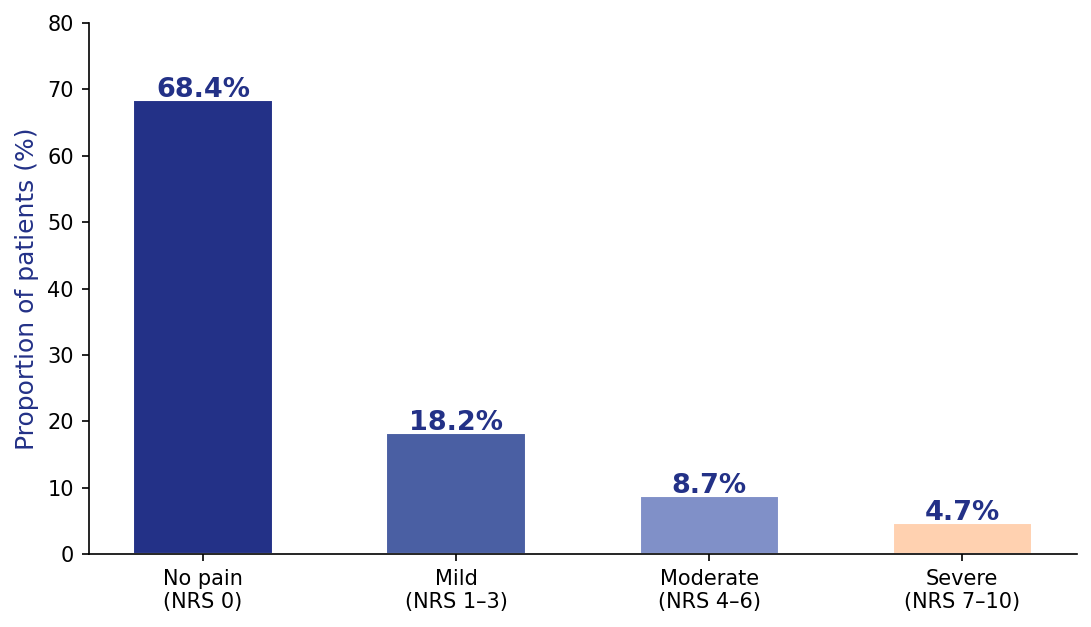 Proportion of patients (%)
80
70
60
50
40
30
20
10
0
68.4%
18.2%
8.7%
4.7%
No pain
(NRS 0)
Mild
(NRS 1–3)
Moderate
(NRS 4–6)
Severe
(NRS 7–10)